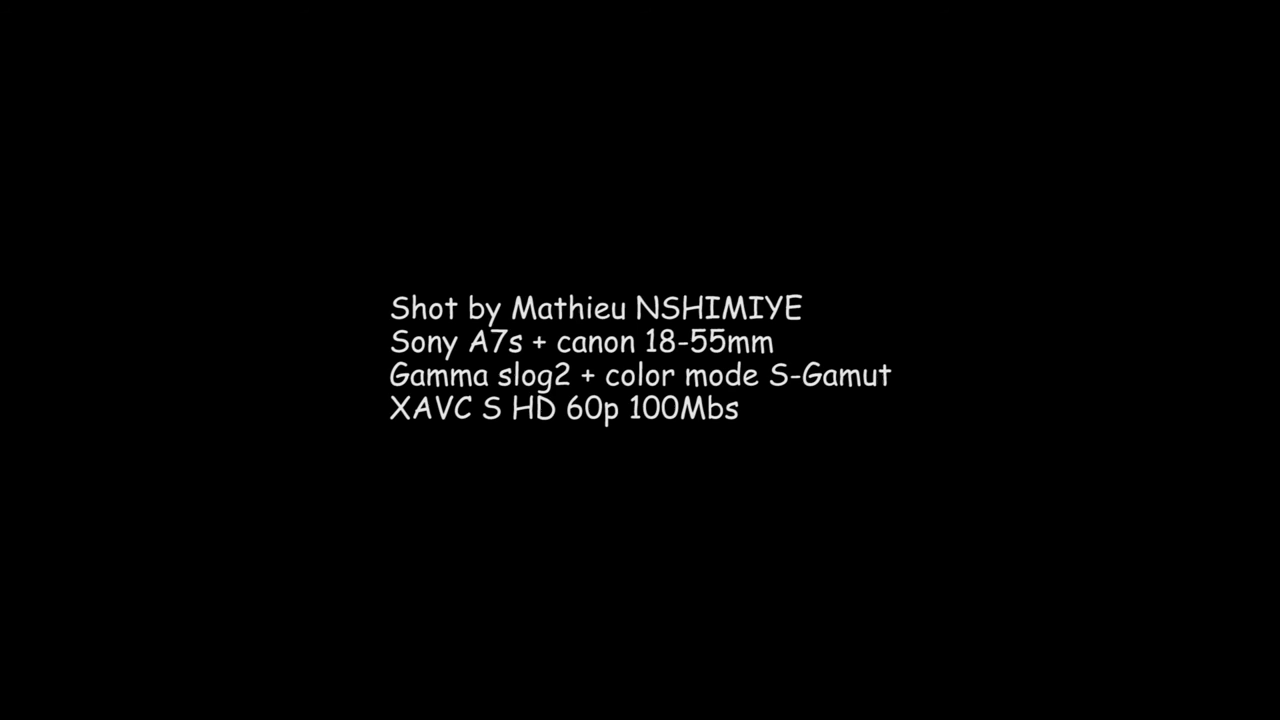 Shot by Mathieu NSHIMIYE
Sony A7s + canon 18-55mm
Gamma slog2 + color mode S-Gamut
XAVC S HD 60p 100Mbs